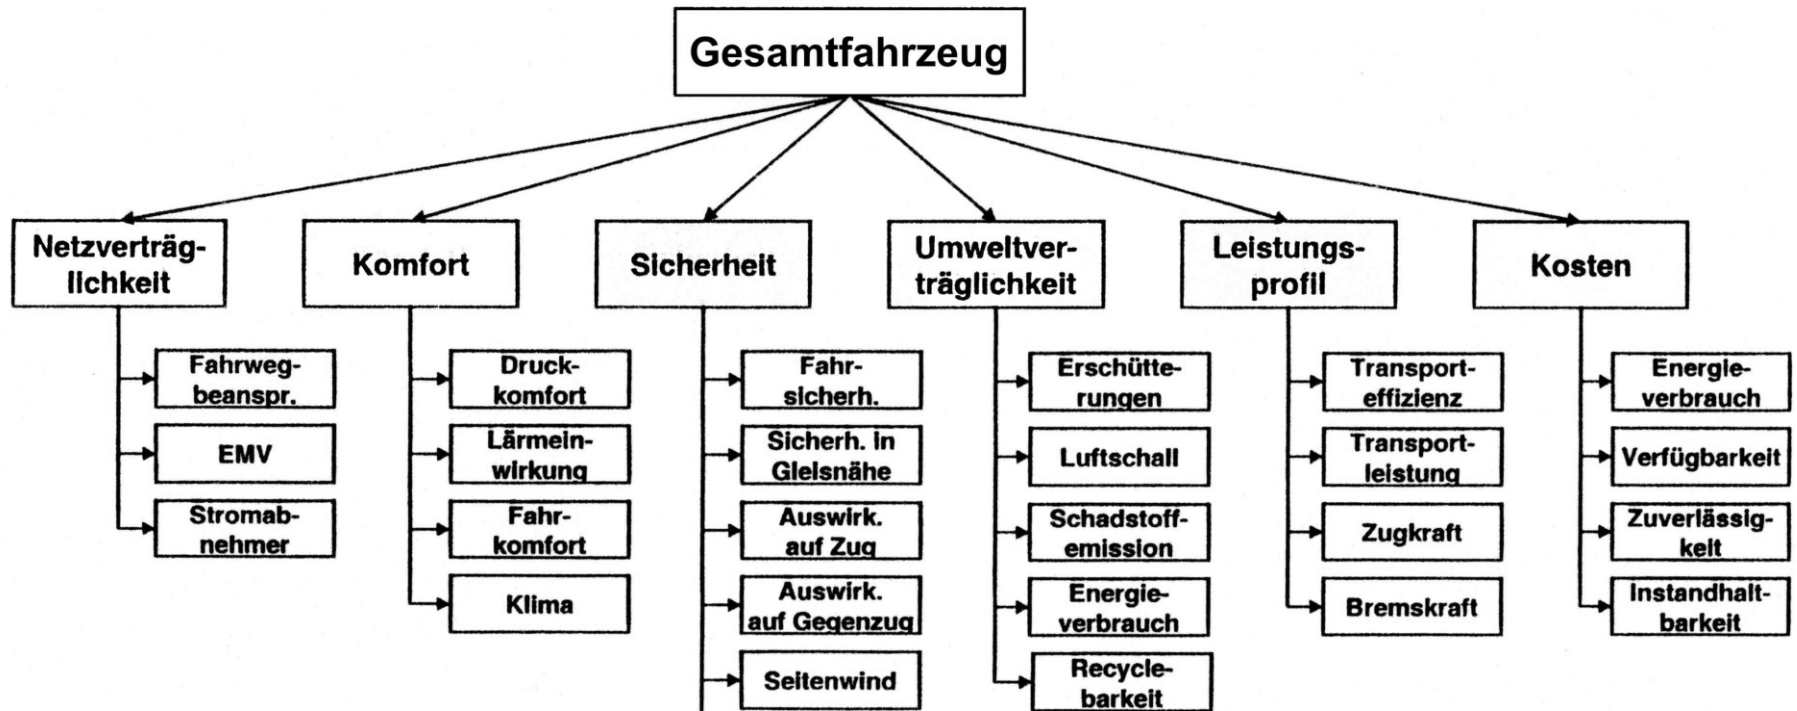 Gesamtfahrzeug
Netzverträg-
lichkeit
Komfort
Sicherheit
Umweltver-
träglichkeit
Leistungs-
profil
Kosten
Fahrweg-
beanspr.
EMV
Stromab-
nehmer
Druck-
komfort
Lärmein-
wirkung
Fahr-
komfort
Klima
Fahr-
sicherh.
Sicherh. in
Gleisnähe
Auswirk.
auf Zug
Auswirk.
auf Gegenzug
Seitenwind
Erschütte-
rungen
Luftschall
Schadstoff-
emission
Energie-
verbrauch
Recycle-
barkeit
Transport-
effizienz
Transport-
leistung
Zugkraft
Bremskraft
Energie-
verbrauch
Verfügbarkeit
Zuverlässig-
keit
Instandhalt-
barkeit